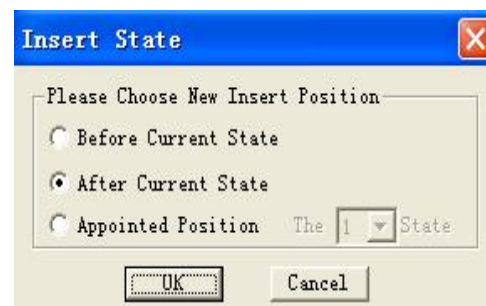 Insert State
Please Choose New Insert Position
Before Current State
After Current State
Appointed Position The 1 State
OK Cancel